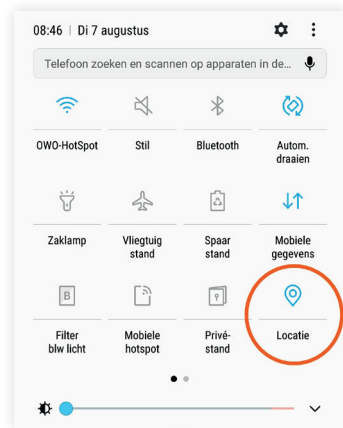 08:46 | Di 7 augustus
Telefoon zoeken en scannen op apparaten in de...
OWO-HotSpot Stil Bluetooth Autom. draaien
Zaklamp Vliegtuig stand Spaar stand Mobiele gegevens
B
Filter blw licht Mobiele hotspot Privé-stand Locatie